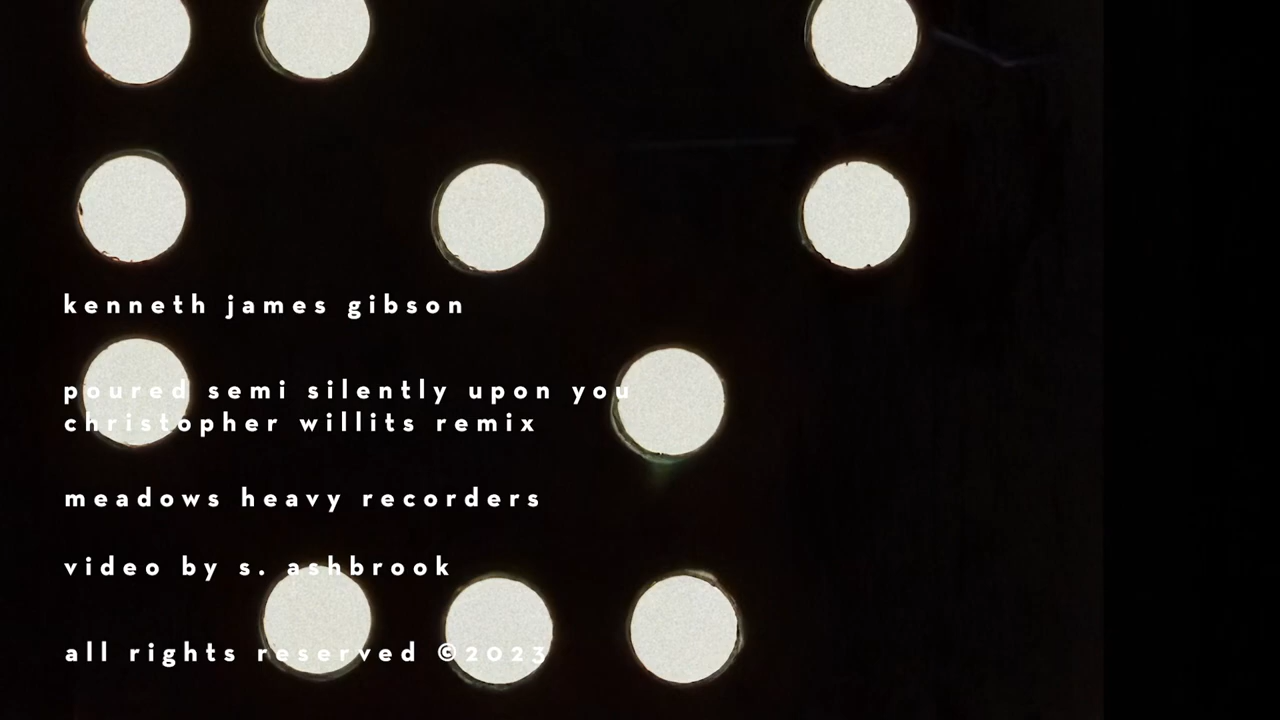 kenneth james gibson
poured semi silently upon you
christopher willits remix
meadows heavy recorders
video by s. ashbrook
all rights reserved ©2023